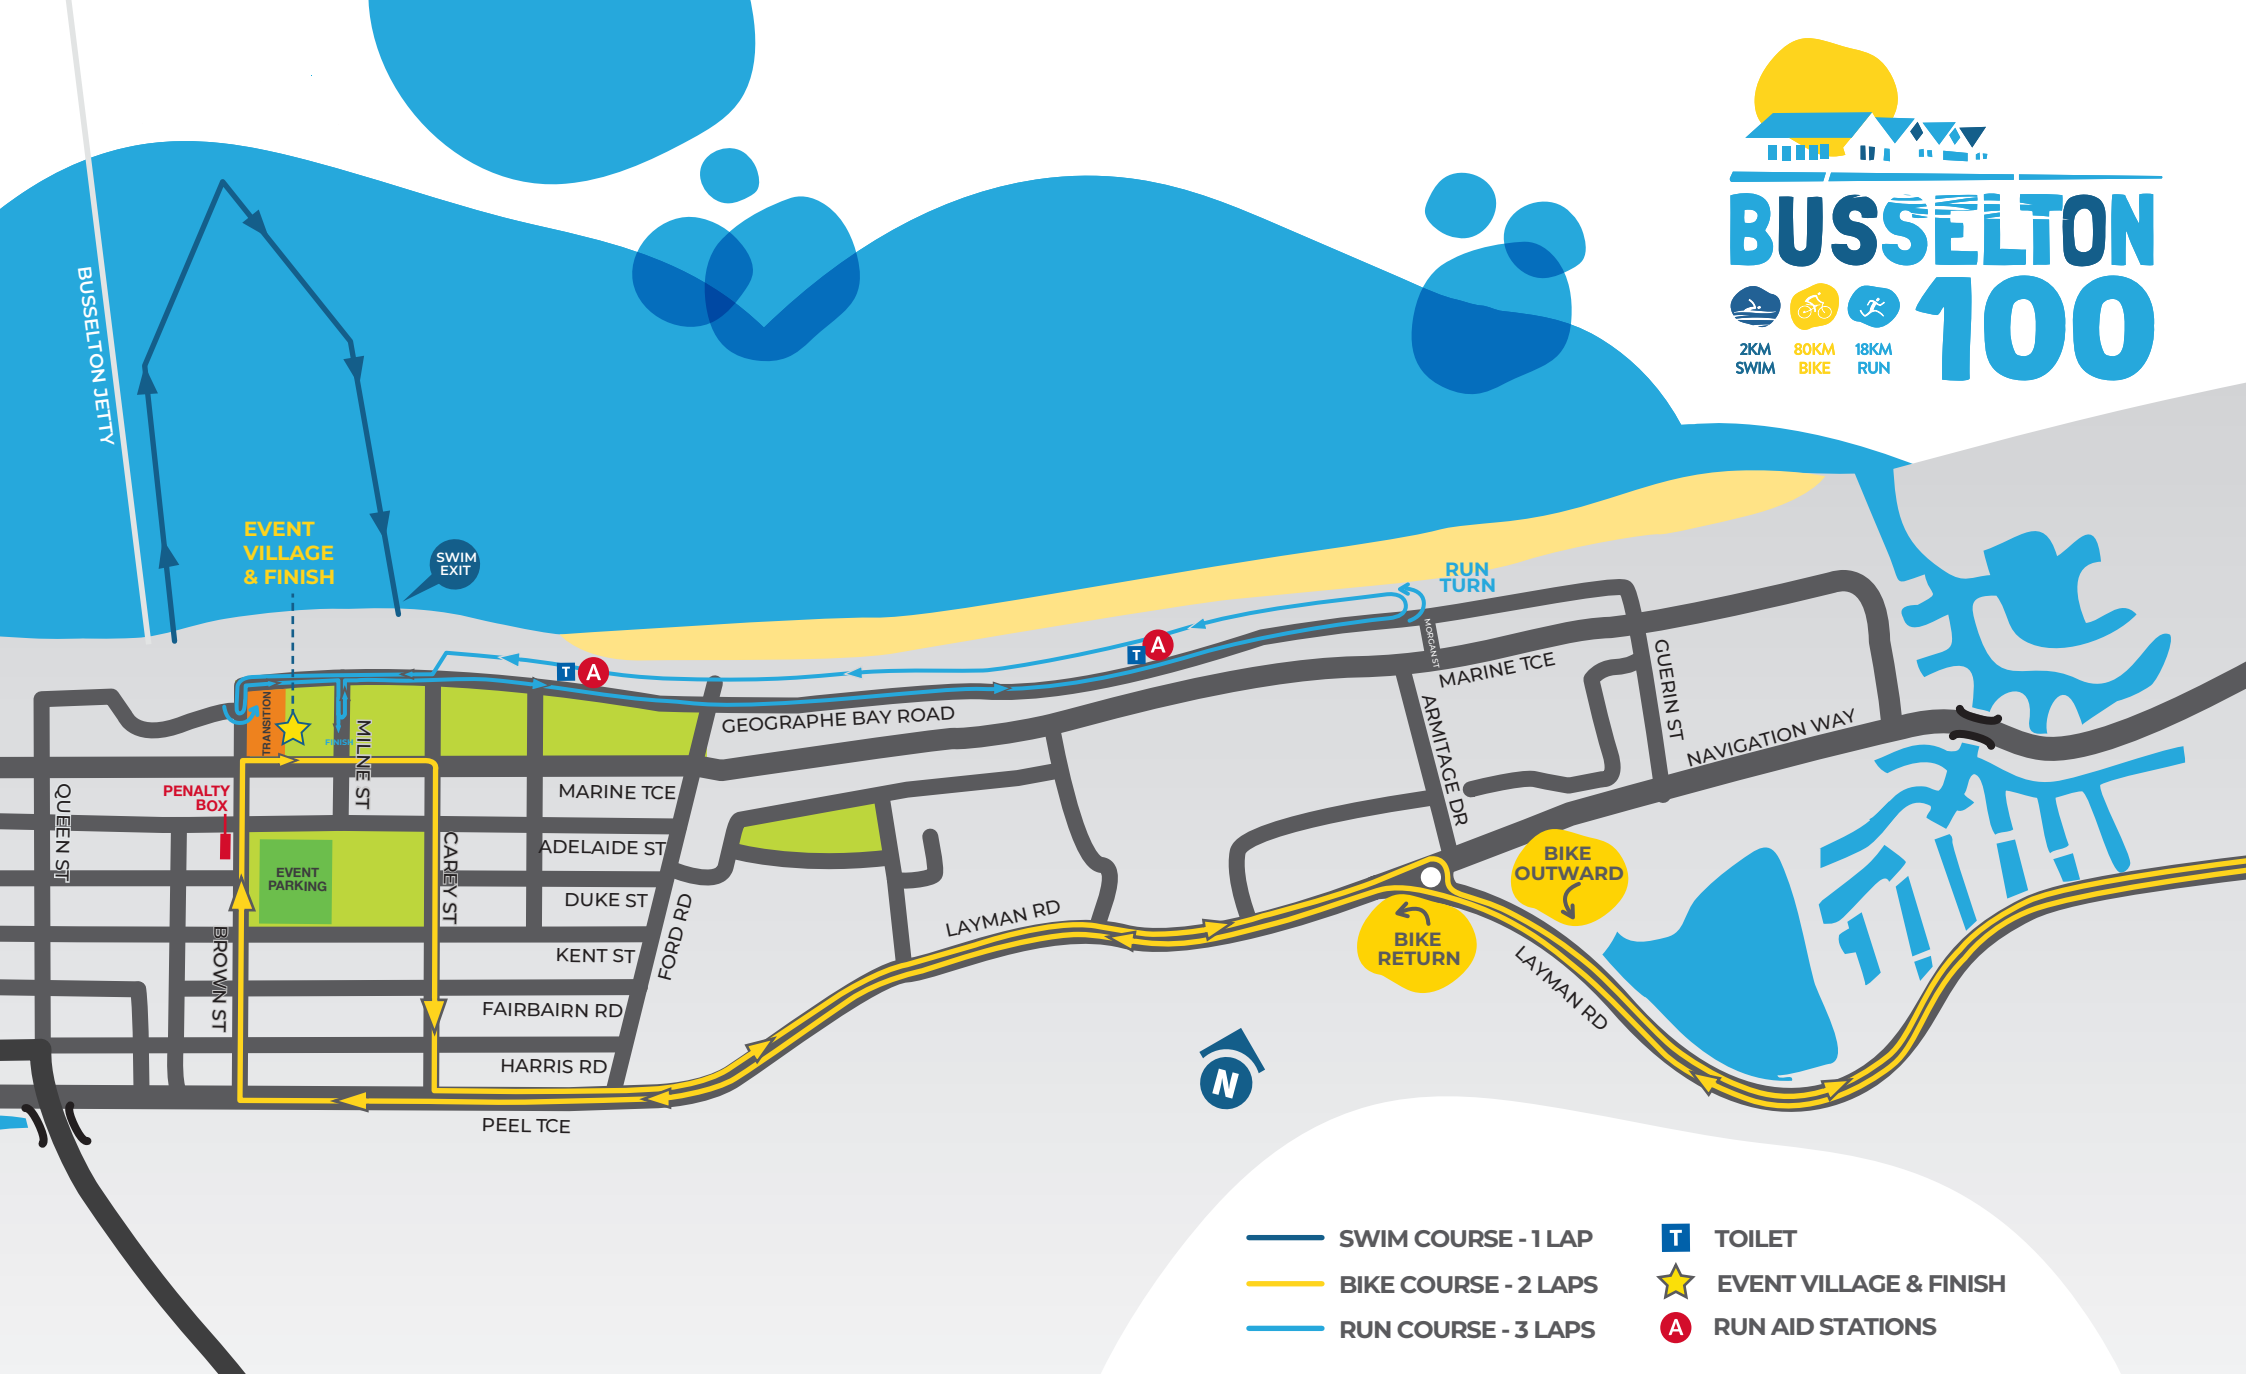 BUSSELTON
100
2KM
SWIM
80KM
BIKE
18KM
RUN
BUSSELTON JETTY
EVENT
VILLAGE
& FINISH
SWIM
EXIT
RUN
TURN
T
A
T
A
MORGAN ST
MARINE TCE
GUERIN ST
NAVIGATION WAY
ARMITAGE DR
GEOGRAPHE BAY ROAD
TRANSITION
FINISH
MILNE ST
PENALTY
BOX
QUEEN ST
MARINE TCE
ADELAIDE ST
DUKE ST
KENT ST
FAIRBAIRN RD
HARRIS RD
PEEL TCE
CAREY ST
BROWN ST
FORD RD
EVENT
PARKING
LAYMAN RD
BIKE
OUTWARD
BIKE
RETURN
LAYMAN RD
N
SWIM COURSE - 1 LAP
BIKE COURSE - 2 LAPS
RUN COURSE - 3 LAPS
T TOILET
EVENT VILLAGE & FINISH
A RUN AID STATIONS